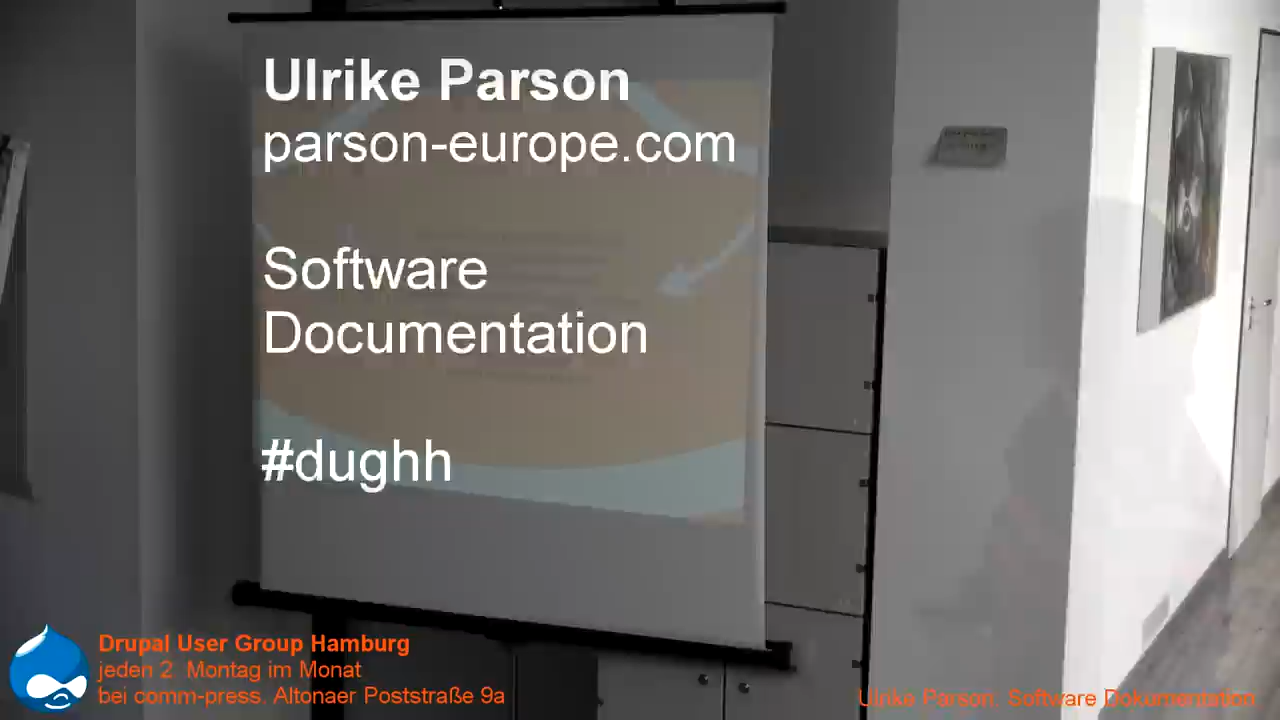 Ulrike Parson
parson-europe.com
Software
Documentation
#dughh
Drupal User Group Hamburg
jeden 2. Montag im Monat
bei comm-press. Altonaer Poststraße 9a
Ulrike Parson: Software Dokumentation